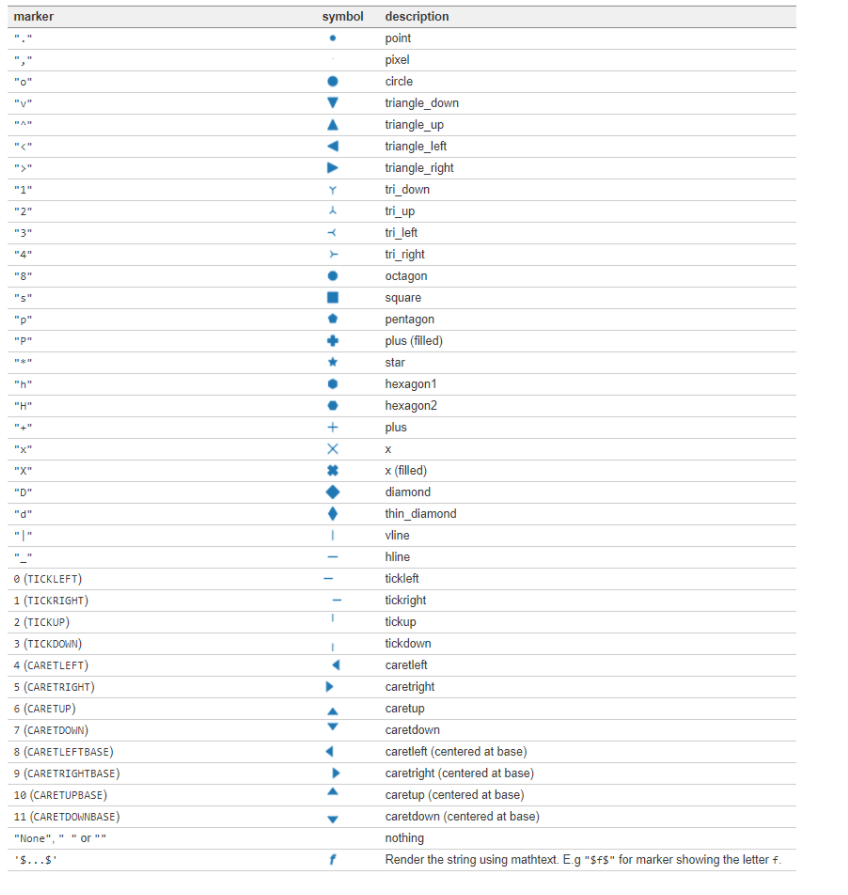 marker symbol description
"." point
"," pixel
"o" circle
"v" triangle_down
"^" triangle_up
"<" triangle_left
">" triangle_right
"1" tri_down
"2" tri_up
"3" tri_left
"4" tri_right
"8" octagon
"s" square
"p" pentagon
"P" plus (filled)
"*" star
"h" hexagon1
"H" hexagon2
"+" plus
"x" x
"X" x (filled)
"D" diamond
"d" thin_diamond
"|" vline
"_" hline
0 (TICKLEFT) tickleft
1 (TICKRIGHT) tickright
2 (TICKUP) tickup
3 (TICKDOWN) tickdown
4 (CARETLEFT) caretleft
5 (CARETRIGHT) caretright
6 (CARETUP) caretup
7 (CARETDOWN) caretdown
8 (CARETLEFTBASE) caretleft (centered at base)
9 (CARETRIGHTBASE) caretright (centered at base)
10 (CARETUPBASE) caretup (centered at base)
11 (CARETDOWNBASE) caretdown (centered at base)
"None", " " or "" nothing
'$...$' f Render the string using mathtext. E.g "$f$" for marker showing the letter f.